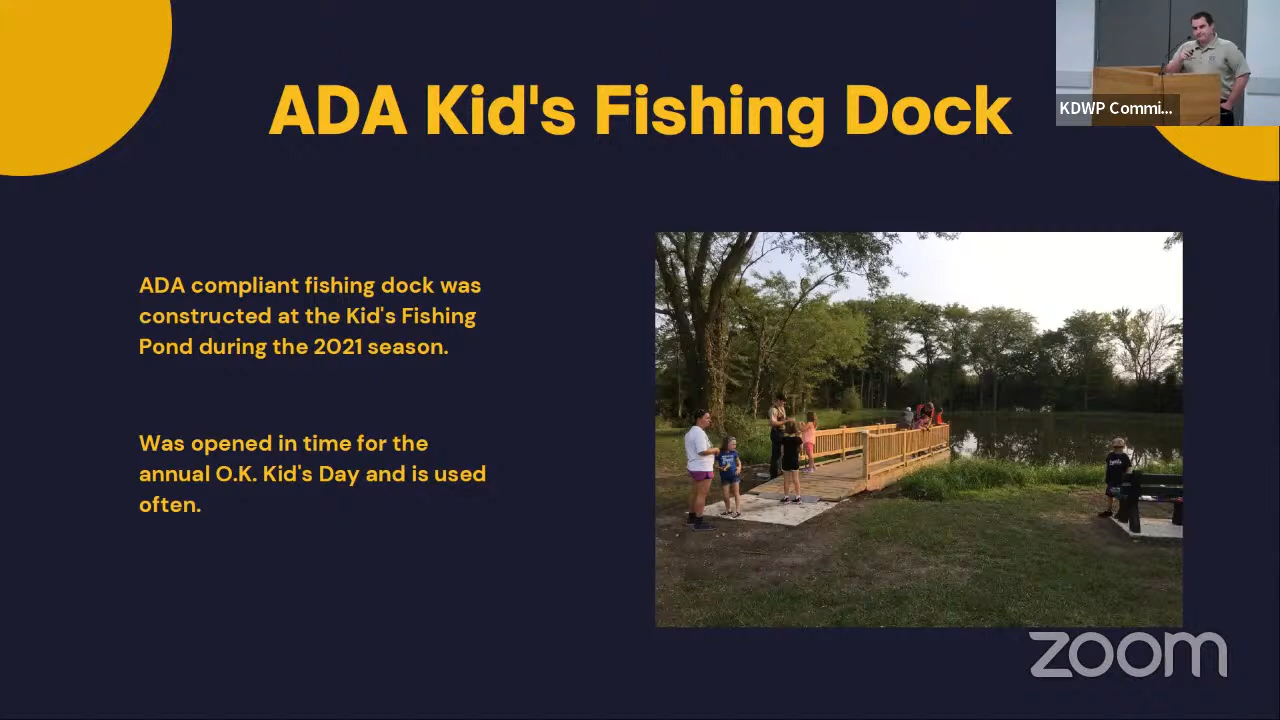 ADA Kid's Fishing Dock
KDWP Commi...
ADA compliant fishing dock was
constructed at the Kid's Fishing
Pond during the 2021 season.
Was opened in time for the
annual O.K. Kid's Day and is used
often.
zoom